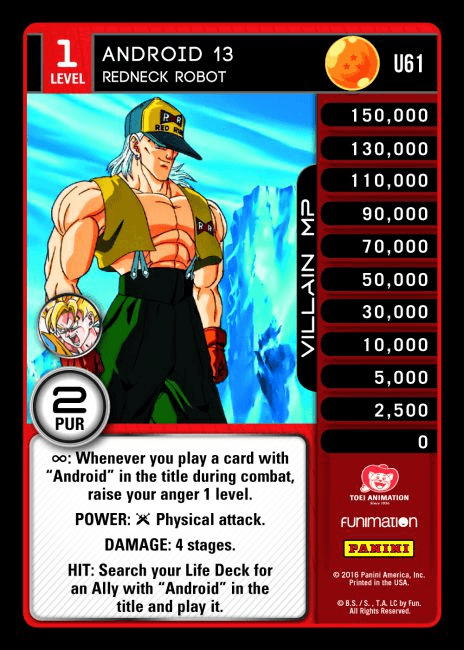 1
LEVEL
ANDROID 13
REDNECK ROBOT
U61
150,000
130,000
110,000
90,000
70,000
50,000
30,000
10,000
5,000
2,500
0
VILLAIN MP
R R
RED
R R
2
PUR
∞: Whenever you play a card with
“Android” in the title during combat,
raise your anger 1 level.
POWER: Physical attack.
DAMAGE: 4 stages.
HIT: Search your Life Deck for
an Ally with “Android” in the
title and play it.
TOEI ANIMATION
Since 1956
FUNIMATION
PANINI
© 2016 Panini America, Inc.
Printed in the USA.
© B.S. / S. , T.A. LC by Fun.
All Rights Reserved.